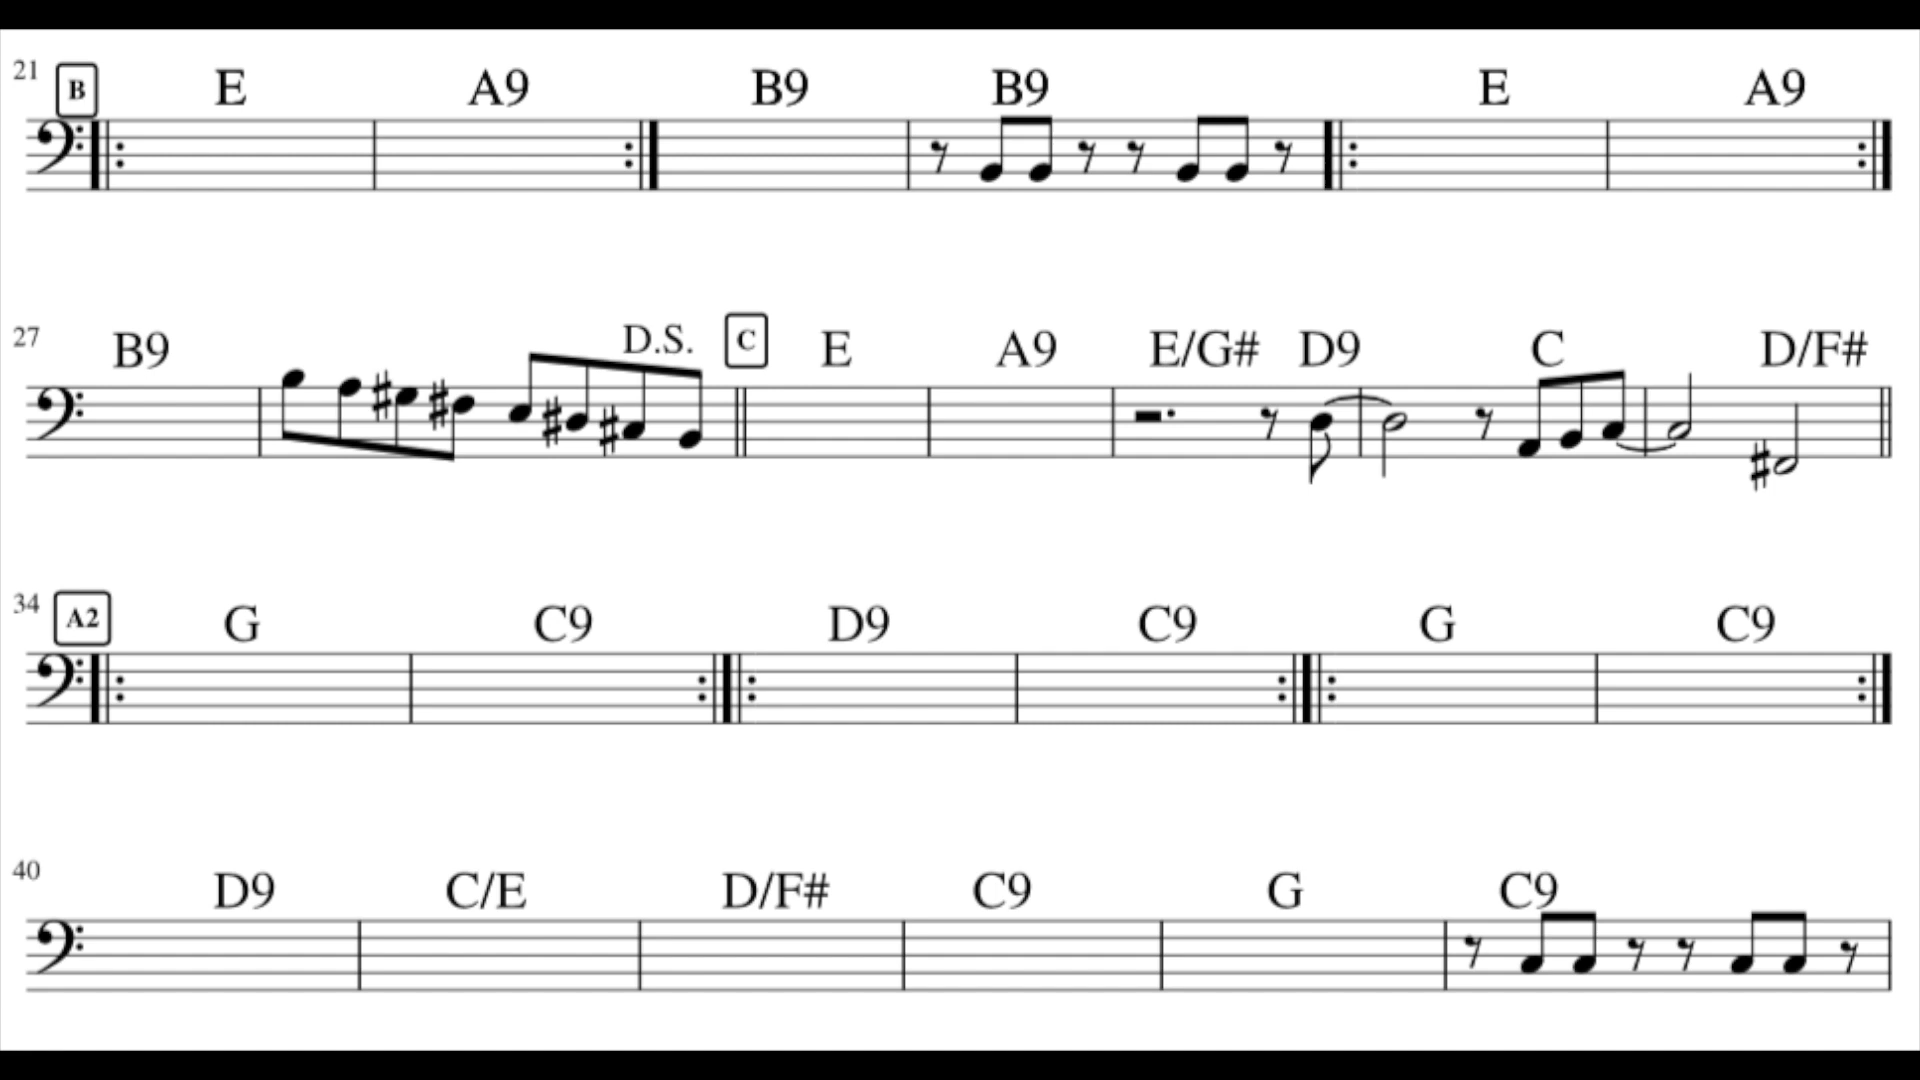 21 B E A9 B9 B9 E A9
27 B9 D.S. C E A9 E/G# D9 C D/F#
34 A2 G C9 D9 C9 G C9
40 D9 C/E D/F# C9 G C9